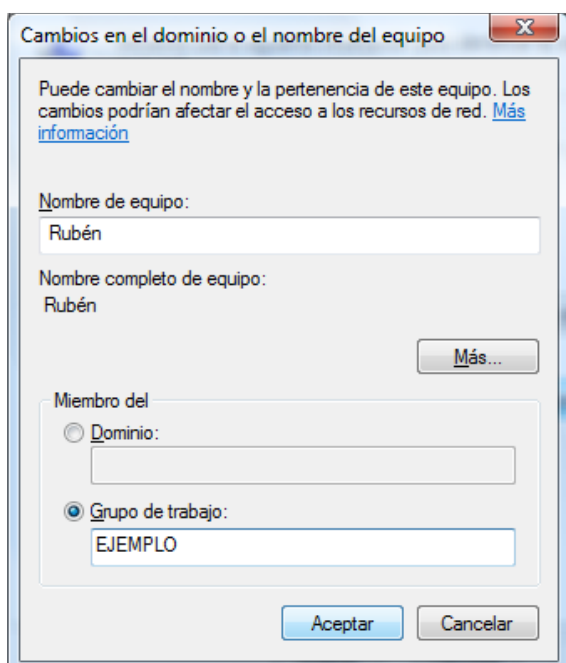 Cambios en el dominio o el nombre del equipo
Puede cambiar el nombre y la pertenencia de este equipo. Los
cambios podrían afectar el acceso a los recursos de red. Más
información
Nombre de equipo:
Rubén
Nombre completo de equipo:
Rubén
Más...
Miembro del
Dominio:
Grupo de trabajo:
EJEMPLO
Aceptar Cancelar